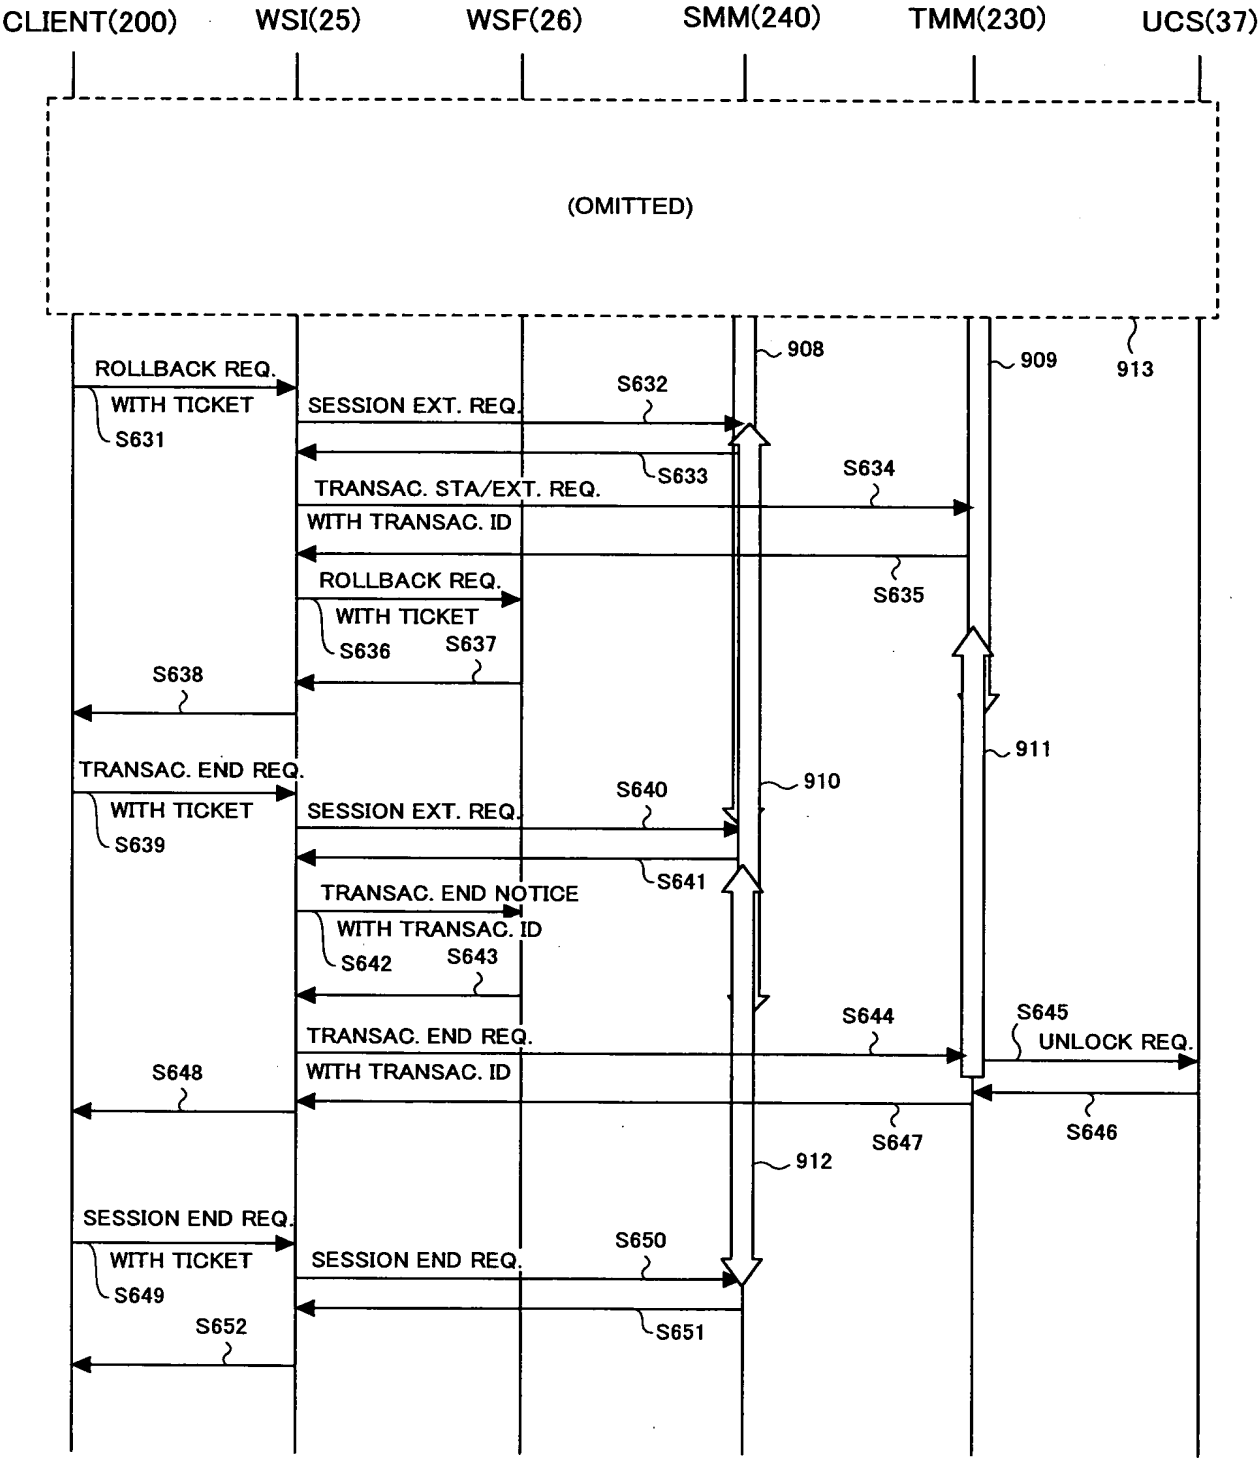 CLIENT(200) WSI(25) WSF(26) SMM(240) TMM(230) UCS(37)
(OMITTED)
908
909
913
ROLLBACK REQ.
WITH TICKET
S631
S632
SESSION EXT. REQ.
S633
S634
TRANSAC. STA/EXT. REQ.
WITH TRANSAC. ID
S635
ROLLBACK REQ.
WITH TICKET
S636
S637
S638
911
TRANSAC. END REQ.
WITH TICKET
S639
910
S640
SESSION EXT. REQ.
S641
TRANSAC. END NOTICE
WITH TRANSAC. ID
S642
S643
S644
TRANSAC. END REQ.
WITH TRANSAC. ID
S645
UNLOCK REQ.
S646
S647
S648
912
SESSION END REQ.
WITH TICKET
S649
S650
SESSION END REQ.
S651
S652